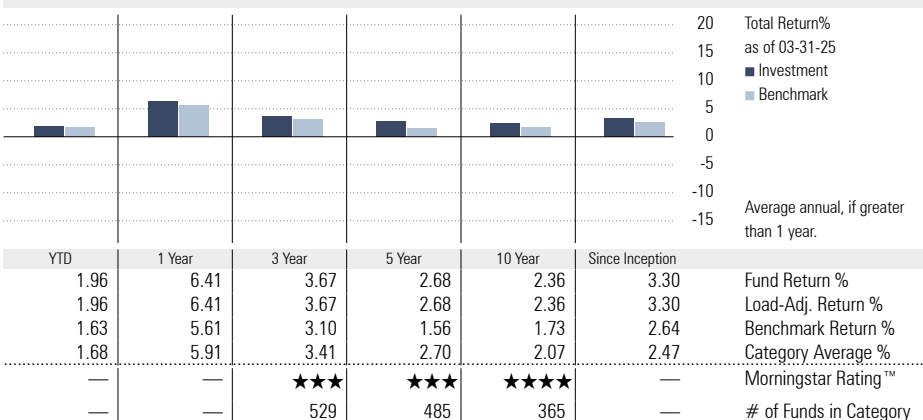 20 Total Return%
15 as of 03-31-25
10 ■ Investment
5 ■ Benchmark
0
-5
-10
Average annual, if greater
-15
than 1 year.
YTD 1 Year 3 Year 5 Year 10 Year Since Inception
1.96 6.41 3.67 2.68 2.36 3.30 Fund Return %
1.96 6.41 3.67 2.68 2.36 3.30 Load-Adj. Return %
1.63 5.61 3.10 1.56 1.73 2.64 Benchmark Return %
1.68 5.91 3.41 2.70 2.07 2.47 Category Average %
— — ★★★ ★★★ ★★★★ — Morningstar Rating™
— — 529 485 365 — # of Funds in Category